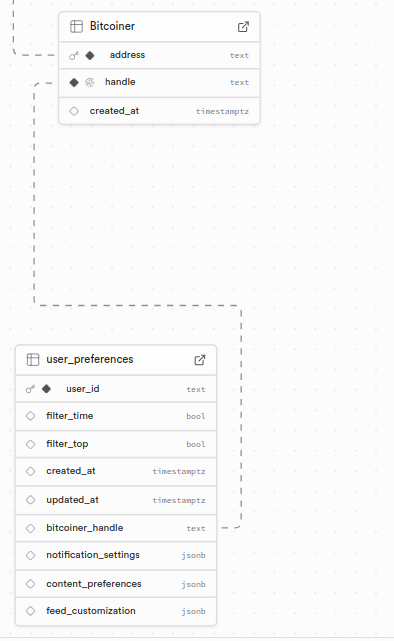 Bitcoiner
address text
handle text
created_at timestamptz
user_preferences
user_id text
filter_time bool
filter_top bool
created_at timestamptz
updated_at timestamptz
bitcoiner_handle text
notification_settings jsonb
content_preferences jsonb
feed_customization jsonb